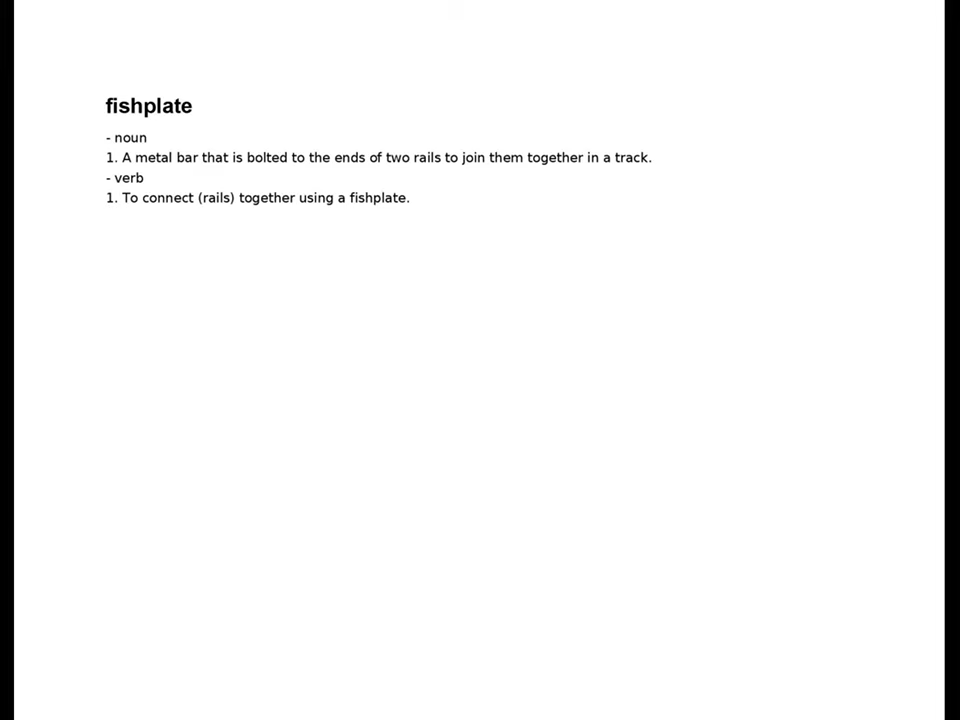 fishplate
- noun
1. A metal bar that is bolted to the ends of two rails to join them together in a track.
- verb
1. To connect (rails) together using a fishplate.